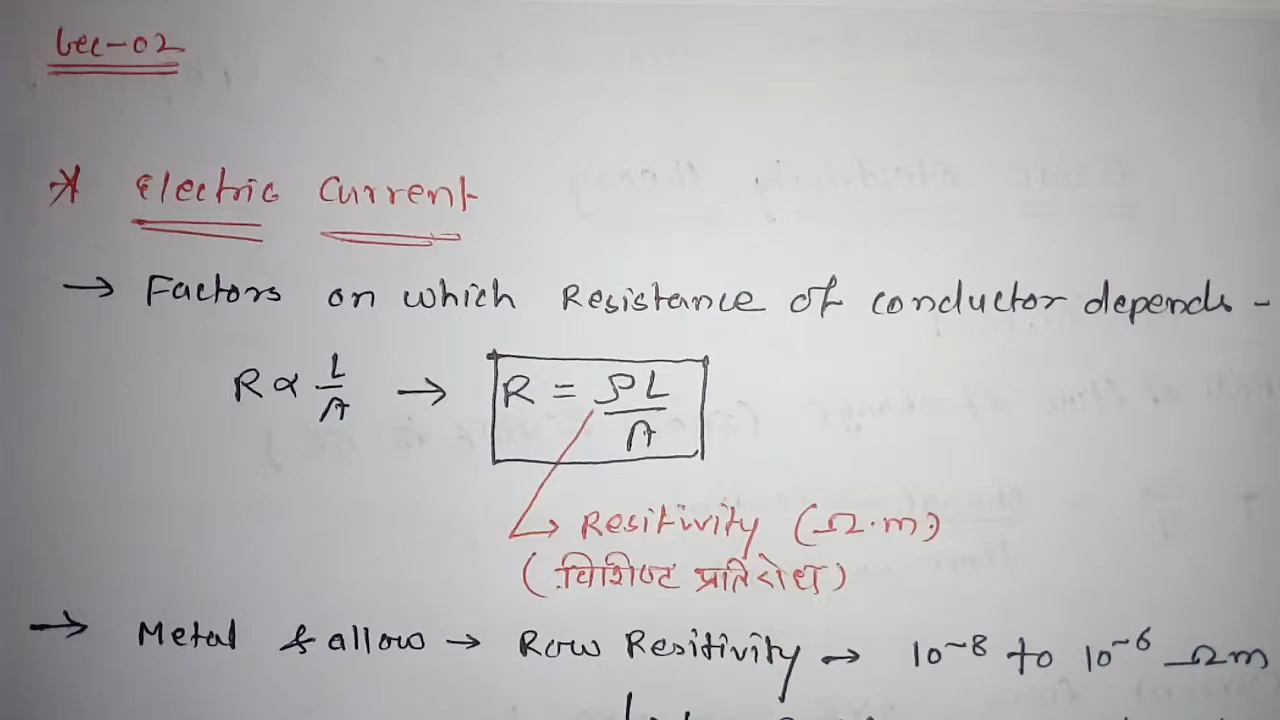 Lec-02
* Electric Current
→ Factors on which Resistance of conductor depends -
R ∝ L/A → R = ρL/A
↳ Resitivity (Ω.m)
(विशिष्ट प्रतिरोध)
→ Metal & allow → Row Resitivity → 10⁻⁸ to 10⁻⁶ Ωm